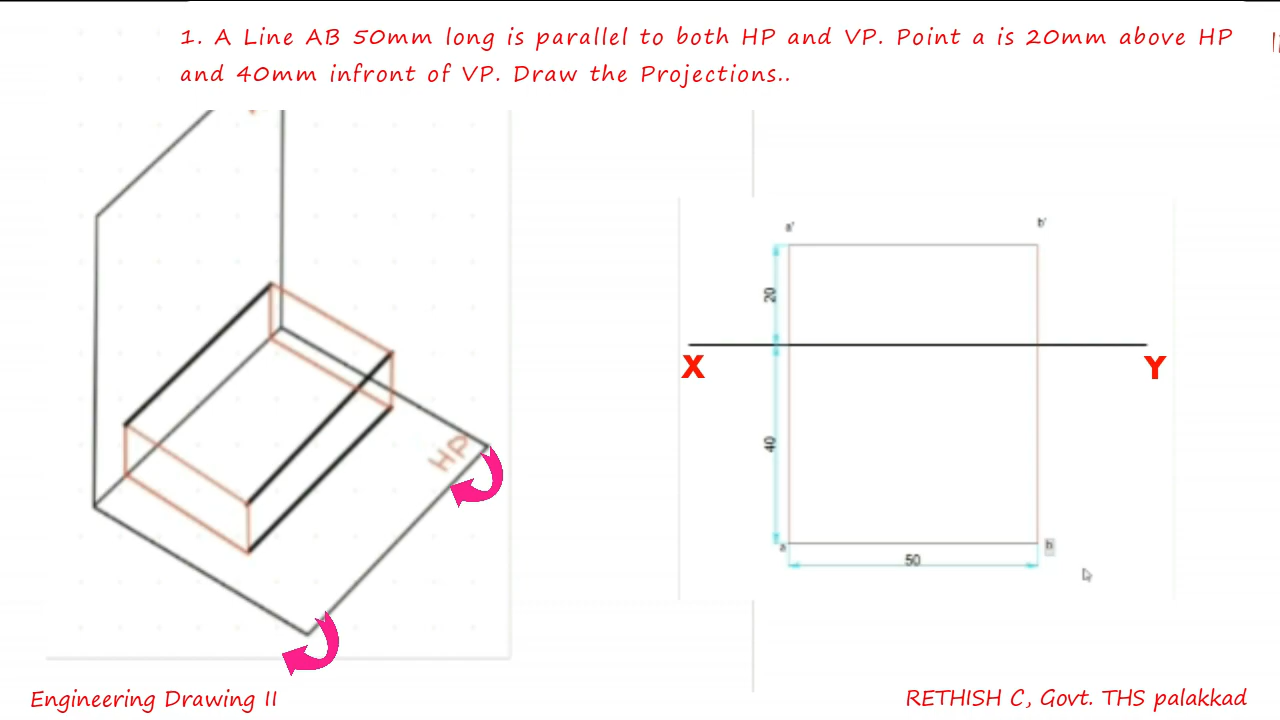 1. A Line AB 50mm long is parallel to both HP and VP. Point a is 20mm above HP
and 40mm infront of VP. Draw the Projections..
a' b'
20
X Y
HP
40
a b
50
Engineering Drawing II RETHISH C, Govt. THS palakkad